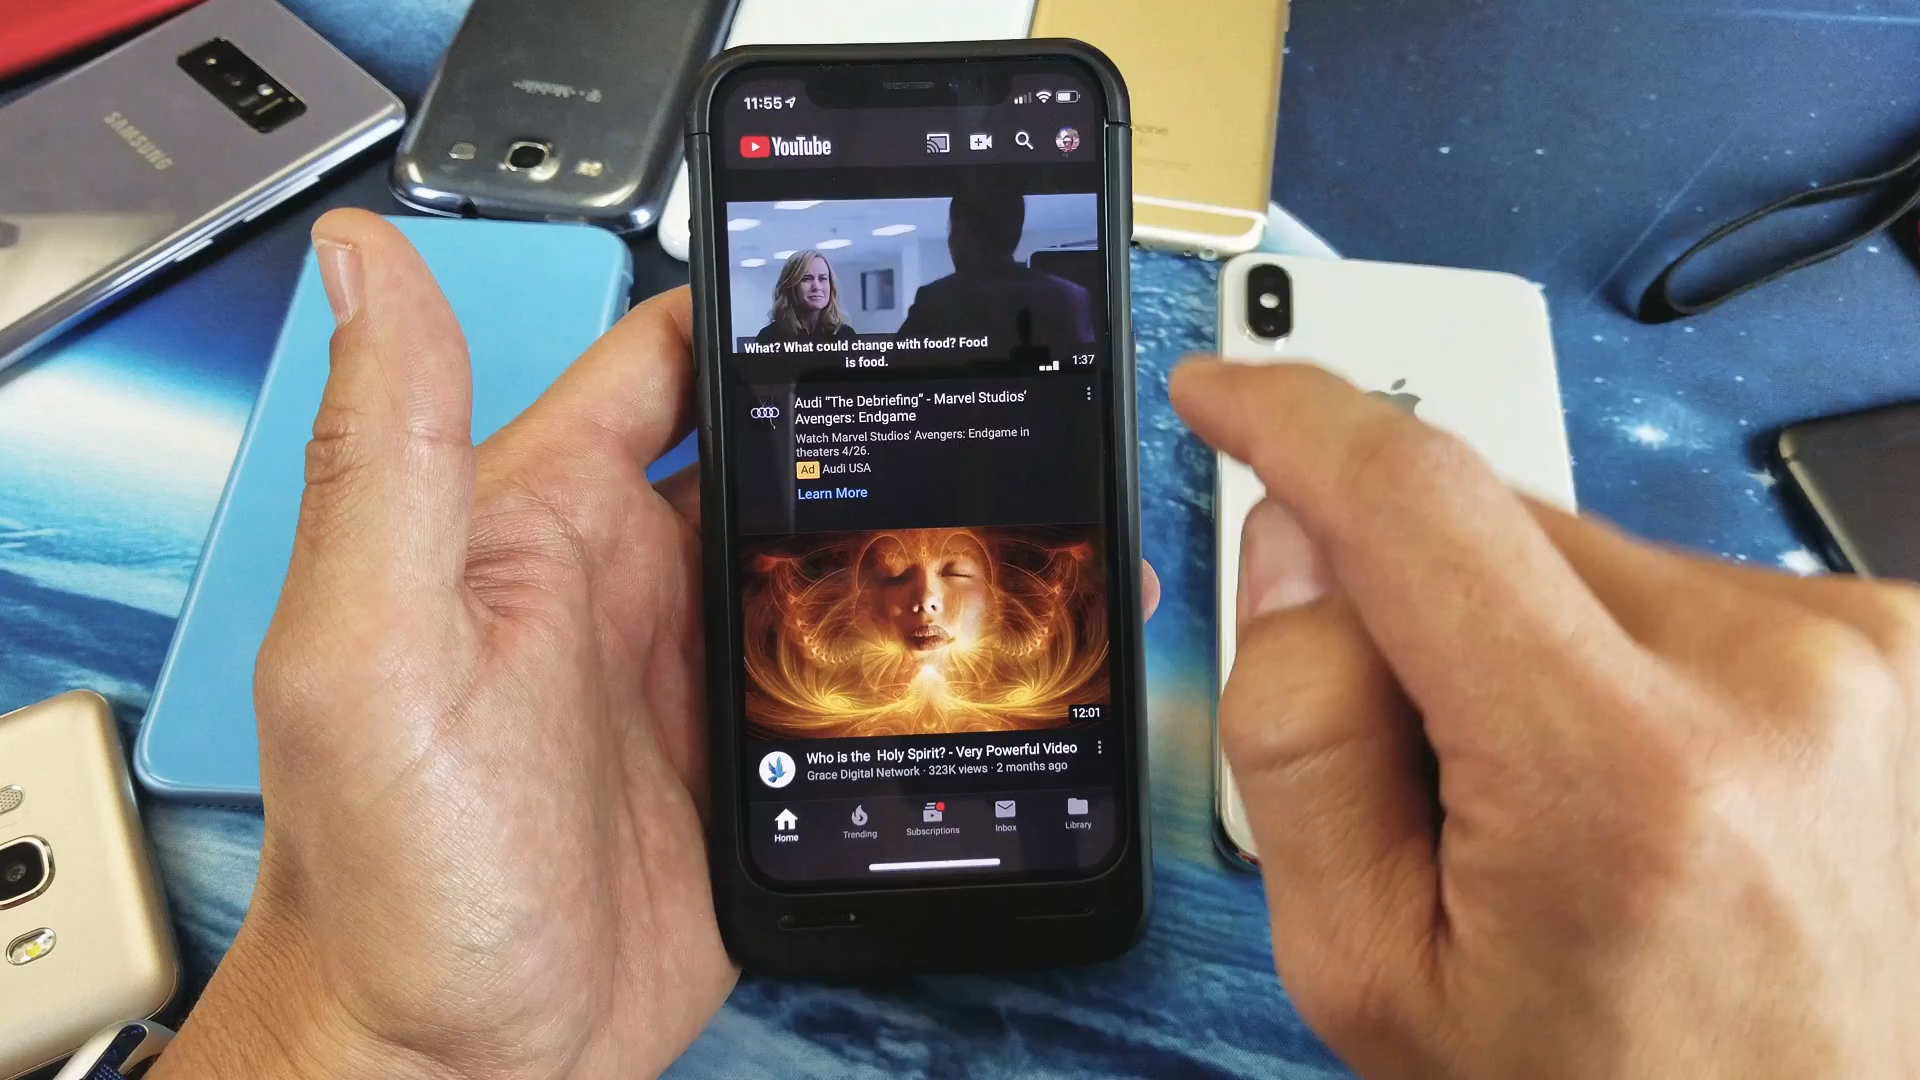 SAMSUNG
T-Mobile
11:55
YouTube
What? What could change with food? Food
is food.
1:37
Audi “The Debriefing” - Marvel Studios’
Avengers: Endgame
Watch Marvel Studios' Avengers: Endgame in
theaters 4/26.
Ad Audi USA
Learn More
12:01
Who is the Holy Spirit? - Very Powerful Video
Grace Digital Network · 323K views · 2 months ago
Home
Trending
Subscriptions
Inbox
Library